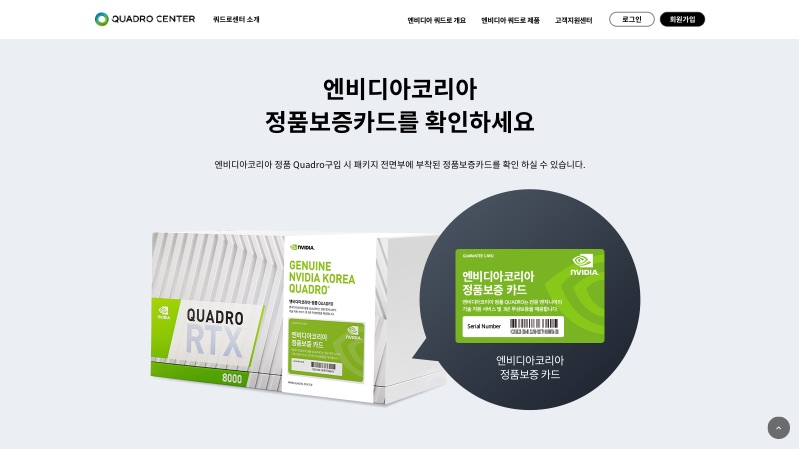 QUADRO CENTER
쿼드로센터 소개
엔비디아 쿼드로 개요
엔비디아 쿼드로 제품
고객지원센터
로그인
회원가입
엔비디아코리아
정품보증카드를 확인하세요
엔비디아코리아 정품 Quadro구입 시 패키지 전면부에 부착된 정품보증카드를 확인 하실 수 있습니다.
NVIDIA.
GENUINE
NVIDIA KOREA
QUADRO
엔비디아코리아
정품보증 카드
QUADRO
RTX
8000
GUARANTEE CARD
NVIDIA.
엔비디아코리아
정품보증 카드
엔비디아코리아 정품 QUADRO는 전문 엔지니어의
기술 지원 서비스 및 3년 무상보증을 제공합니다.
Serial Number
엔비디아코리아
정품보증 카드